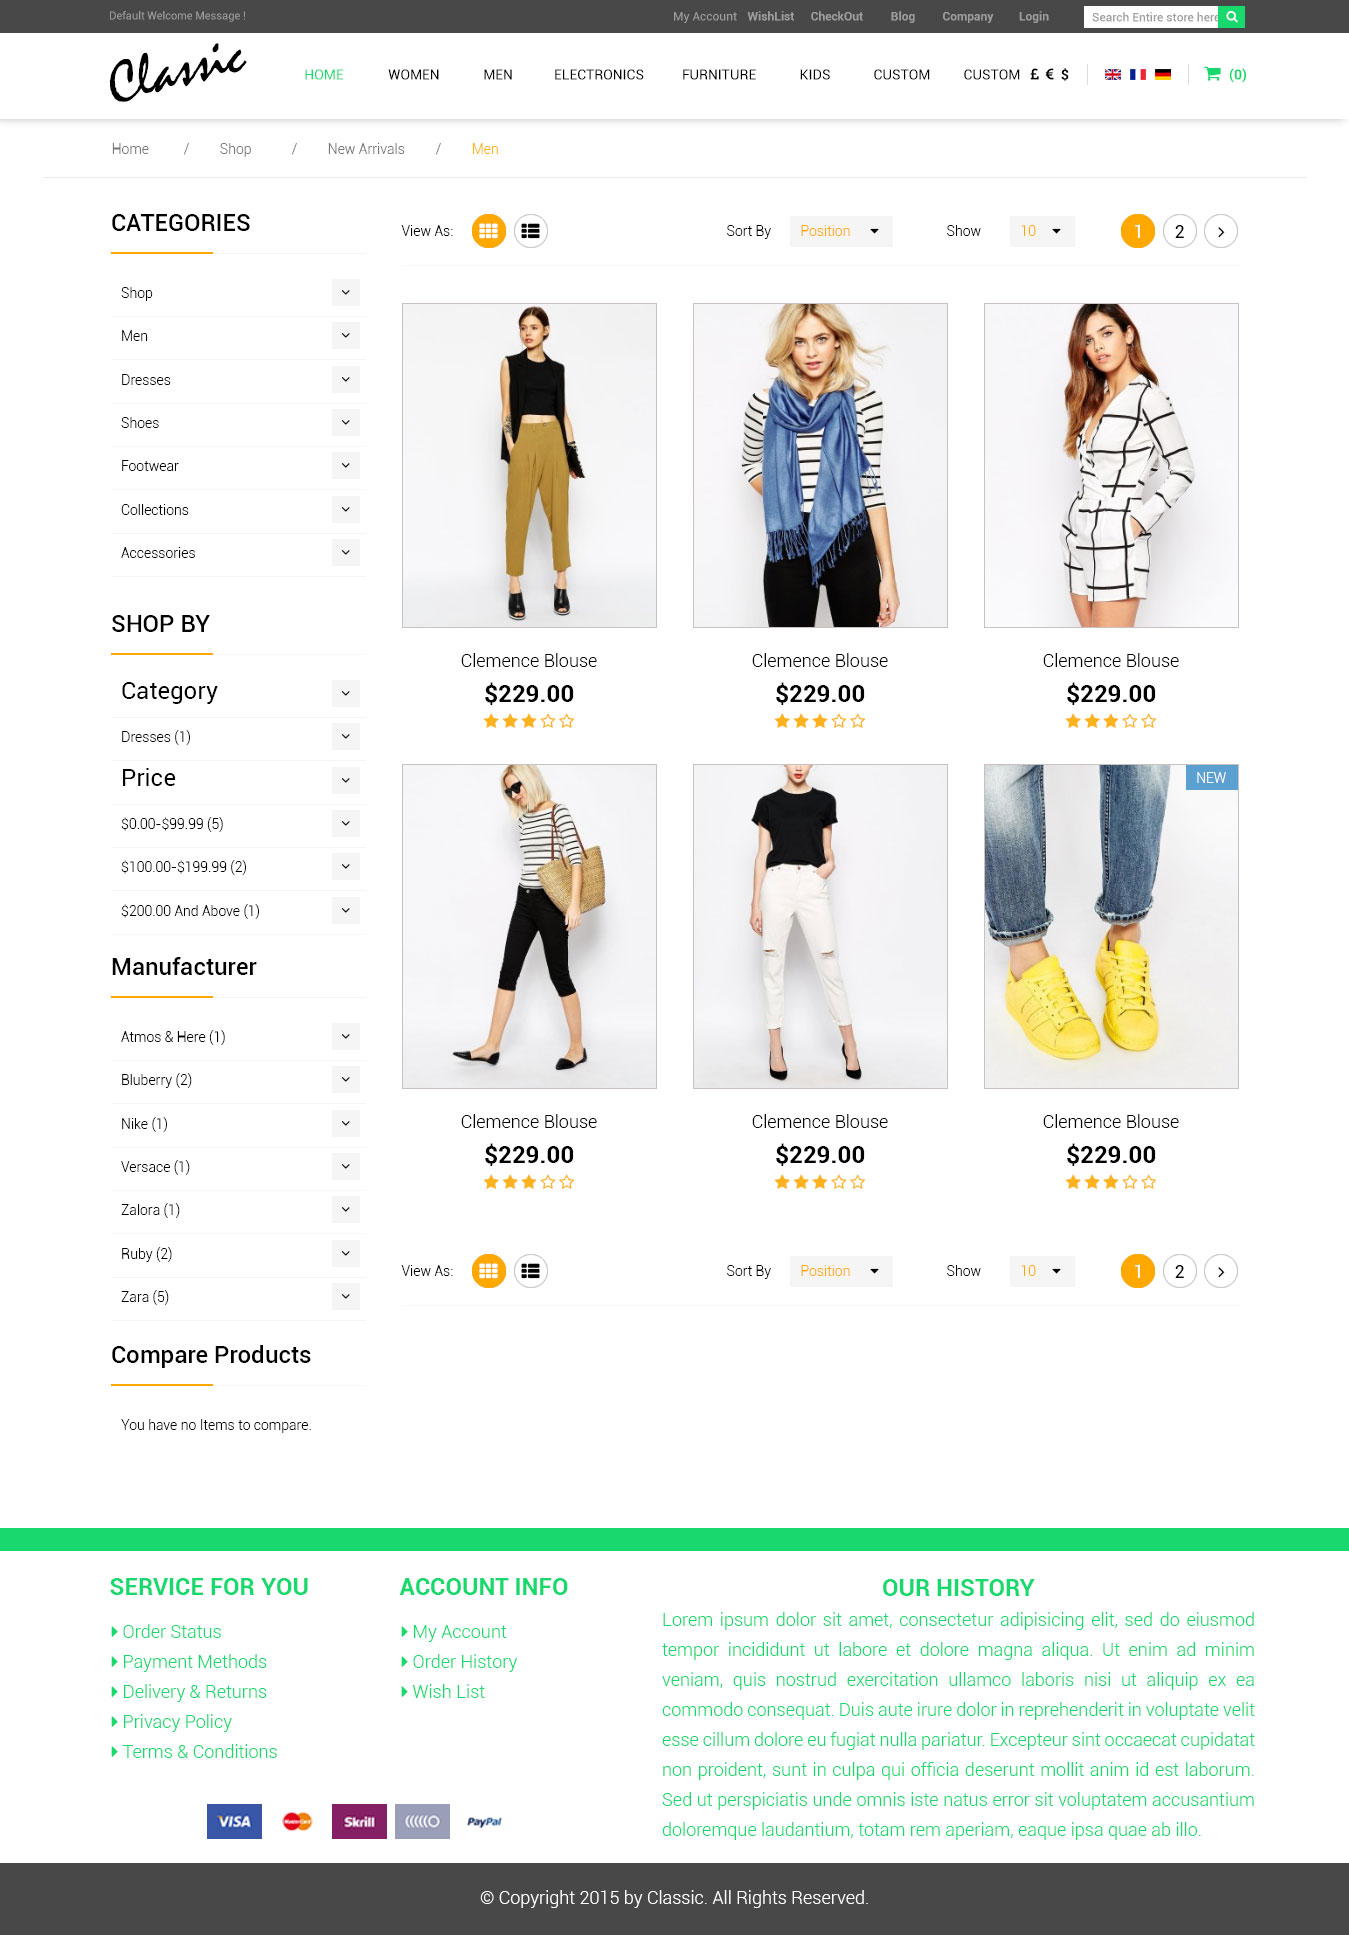 Default Welcome Message !
My Account WishList CheckOut Blog Company Login Search Entire store here
Classic
HOME WOMEN MEN ELECTRONICS FURNITURE KIDS CUSTOM CUSTOM £ € $ (0)
Home / Shop / New Arrivals / Men
CATEGORIES
Shop
Men
Dresses
Shoes
Footwear
Collections
Accessories
SHOP BY
Category
Dresses (1)
Price
$0.00-$99.99 (5)
$100.00-$199.99 (2)
$200.00 And Above (1)
Manufacturer
Atmos & Here (1)
Bluberry (2)
Nike (1)
Versace (1)
Zalora (1)
Ruby (2)
Zara (5)
Compare Products
You have no Items to compare.
View As: Sort By Position Show 10 1 2 >
Clemence Blouse Clemence Blouse Clemence Blouse
$229.00 $229.00 $229.00
NEW
Clemence Blouse Clemence Blouse Clemence Blouse
$229.00 $229.00 $229.00
View As: Sort By Position Show 10 1 2 >
SERVICE FOR YOU
Order Status
Payment Methods
Delivery & Returns
Privacy Policy
Terms & Conditions
ACCOUNT INFO
My Account
Order History
Wish List
VISA MasterCard Skrill PayPal
OUR HISTORY
Lorem ipsum dolor sit amet, consectetur adipisicing elit, sed do eiusmod
tempor incididunt ut labore et dolore magna aliqua. Ut enim ad minim
veniam, quis nostrud exercitation ullamco laboris nisi ut aliquip ex ea
commodo consequat. Duis aute irure dolor in reprehenderit in voluptate velit
esse cillum dolore eu fugiat nulla pariatur. Excepteur sint occaecat cupidatat
non proident, sunt in culpa qui officia deserunt mollit anim id est laborum.
Sed ut perspiciatis unde omnis iste natus error sit voluptatem accusantium
doloremque laudantium, totam rem aperiam, eaque ipsa quae ab illo.
© Copyright 2015 by Classic. All Rights Reserved.